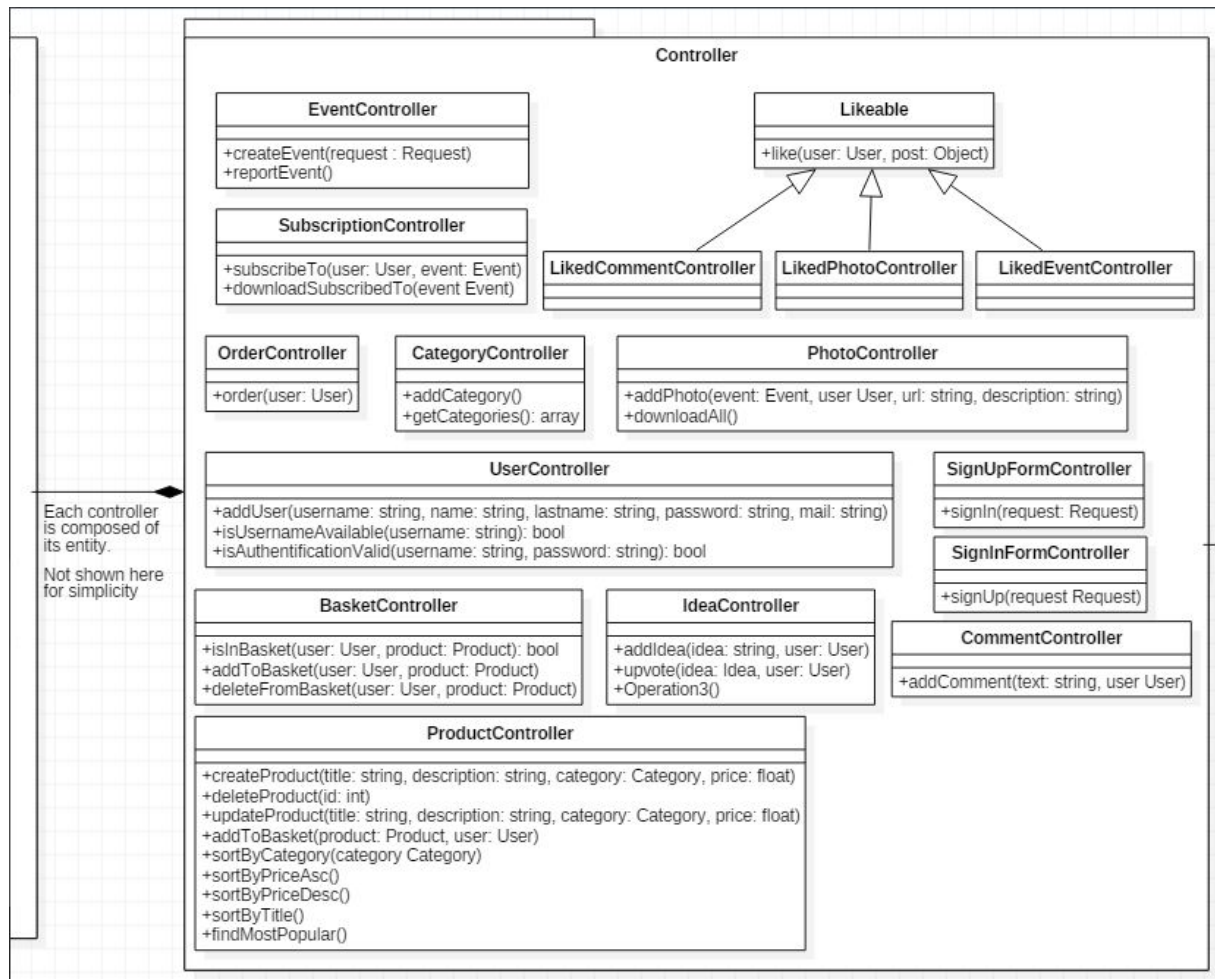 Controller
EventController
+createEvent(request : Request)
+reportEvent()
Likeable
+like(user: User, post: Object)
SubscriptionController
+subscribeTo(user: User, event: Event)
+downloadSubscribedTo(event Event)
LikedCommentController
LikedPhotoController
LikedEventController
OrderController
+order(user: User)
CategoryController
+addCategory()
+getCategories(): array
PhotoController
+addPhoto(event: Event, user User, url: string, description: string)
+downloadAll()
UserController
+addUser(username: string, name: string, lastname: string, password: string, mail: string)
+isUsernameAvailable(username: string): bool
+isAuthentificationValid(username: string, password: string): bool
SignUpFormController
+signIn(request: Request)
Each controller
is composed of
its entity.
Not shown here
for simplicity
SignInFormController
+signUp(request Request)
BasketController
+isInBasket(user: User, product: Product): bool
+addToBasket(user: User, product: Product)
+deleteFromBasket(user: User, product: Product)
IdeaController
+addIdea(idea: string, user: User)
+upvote(idea: Idea, user: User)
+Operation3()
CommentController
+addComment(text: string, user User)
ProductController
+createProduct(title: string, description: string, category: Category, price: float)
+deleteProduct(id: int)
+updateProduct(title: string, description: string, category: Category, price: float)
+addToBasket(product: Product, user: User)
+sortByCategory(category Category)
+sortByPriceAsc()
+sortByPriceDesc()
+sortByTitle()
+findMostPopular()